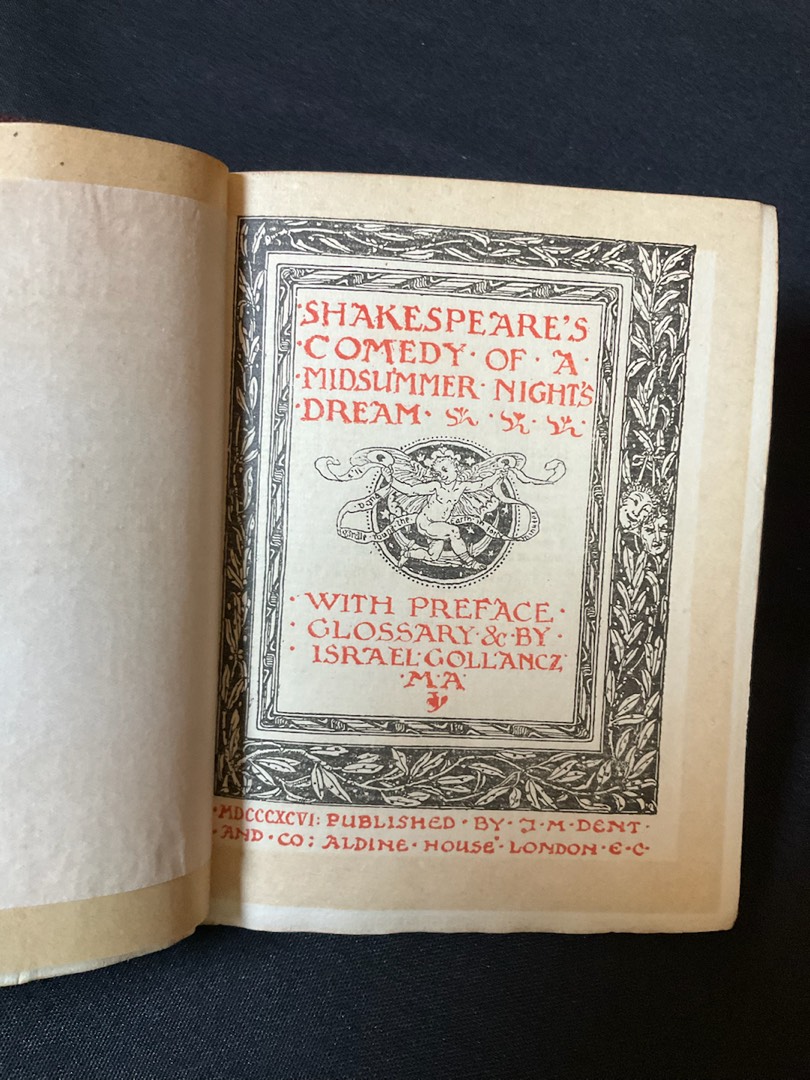 ·SHAKESPEARE'S
·COMEDY·OF·A
·MIDSUMMER·NIGHT'S
·DREAM·
·WITH PREFACE·
·GLOSSARY·&·BY·
·ISRAEL·GOLLANCZ
·M·A·
·MDCCCXCVI: PUBLISHED·BY·J·M·DENT·
·AND·CO: ALDINE·HOUSE·LONDON·E·C·